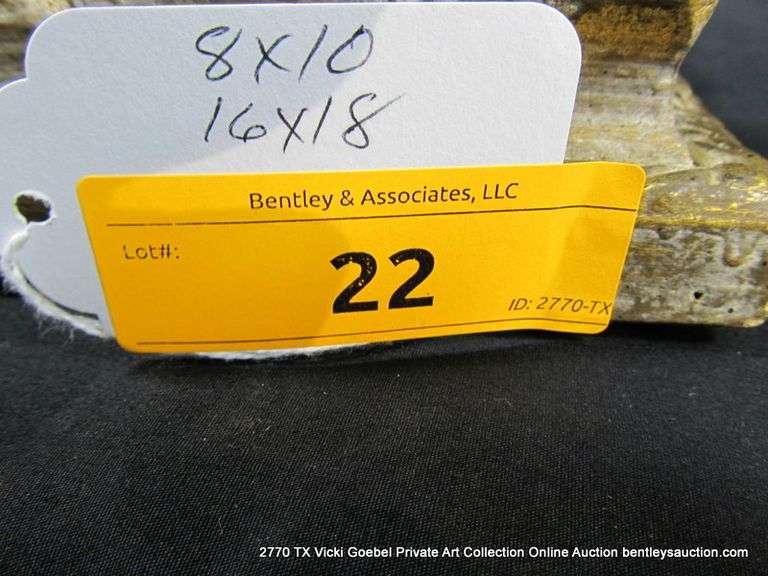 8x10
16x18
Bentley & Associates, LLC
Lot#:
22
ID: 2770-TX
2770 TX Vicki Goebel Private Art Collection Online Auction bentleysauction.com